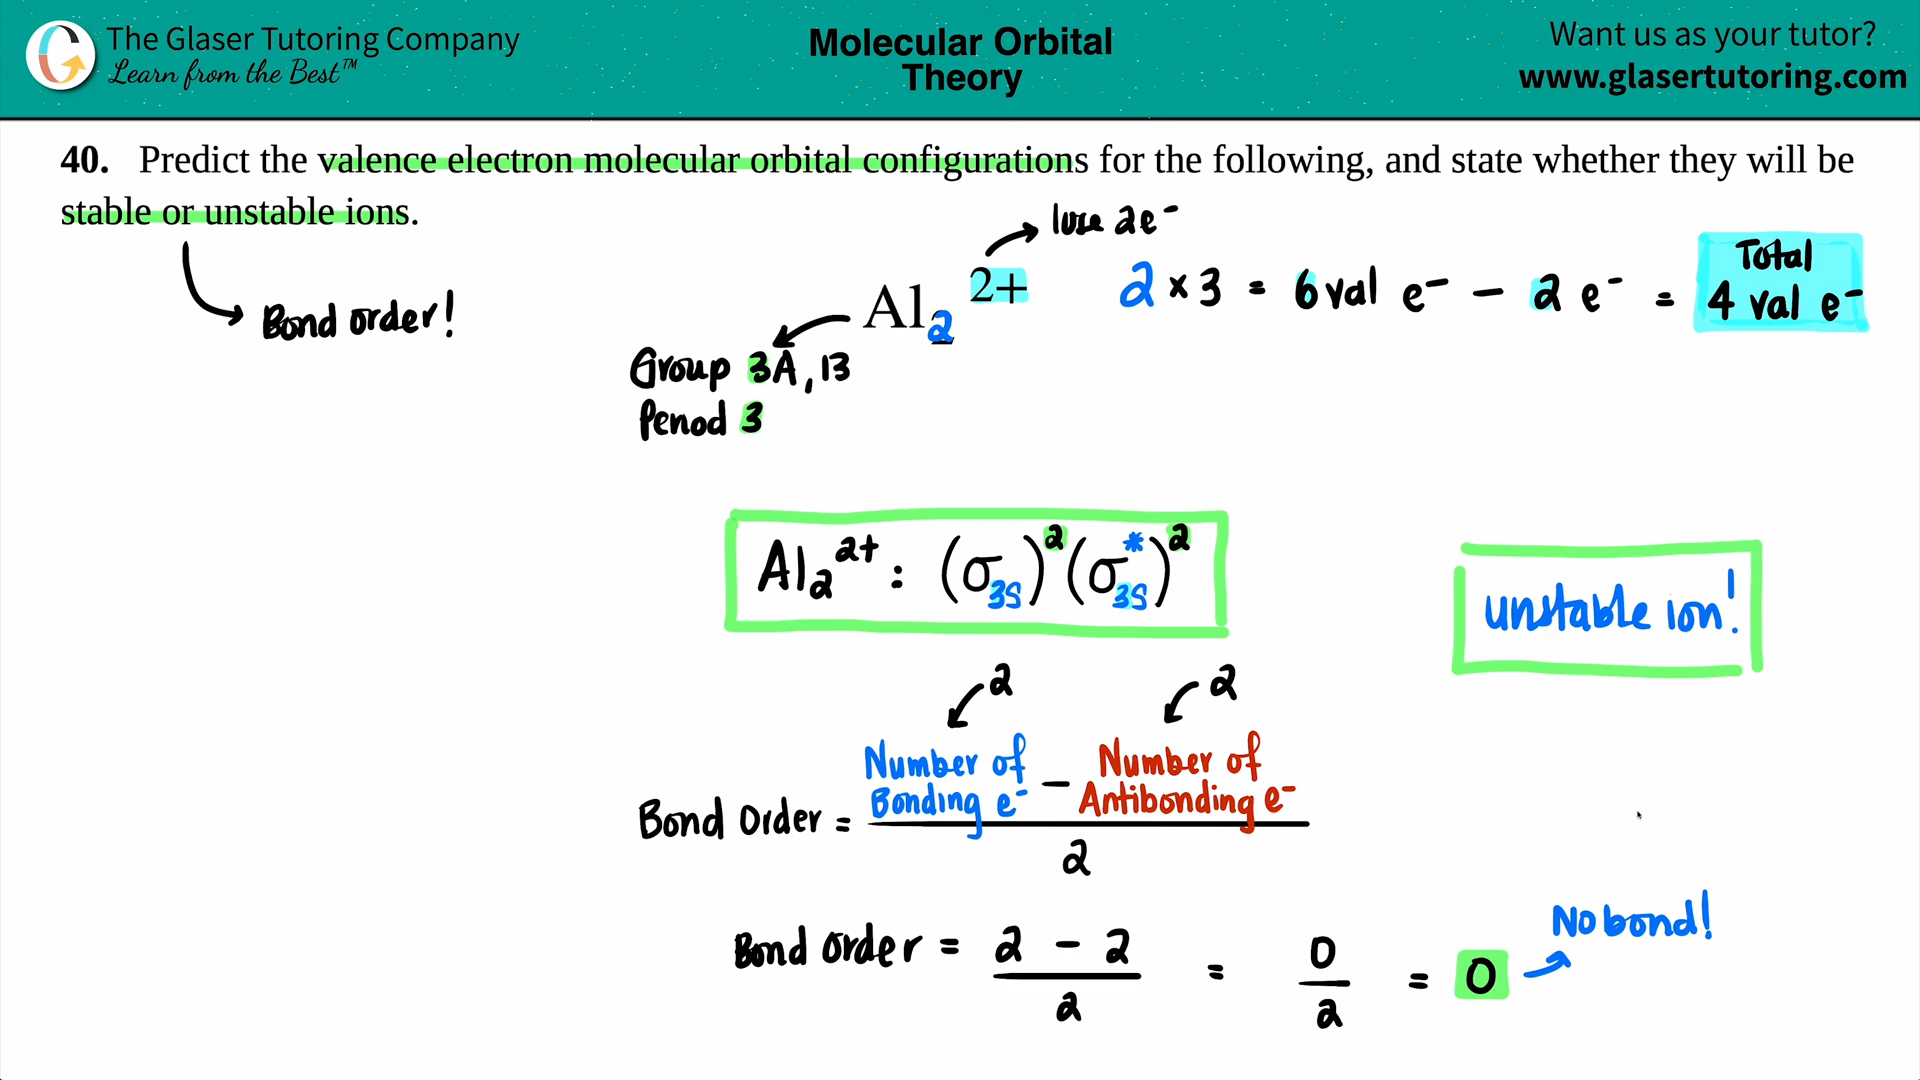 The Glaser Tutoring Company
Learn from the Best™
Molecular Orbital
Theory
Want us as your tutor?
www.glasertutoring.com
40. Predict the valence electron molecular orbital configurations for the following, and state whether they will be
stable or unstable ions.
Bond order!
Al₂ 2+
lose 2e⁻
2 × 3 = 6 val e⁻ − 2 e⁻ = Total 4 val e⁻
Group 3A, 13
Period 3
Al₂²⁺: (σ3s)² (σ*3s)²
unstable ion!
2 2
Bond Order = Number of Bonding e⁻ − Number of Antibonding e⁻
2
Bond order = 2 − 2 / 2 = 0 / 2 = 0
No bond!